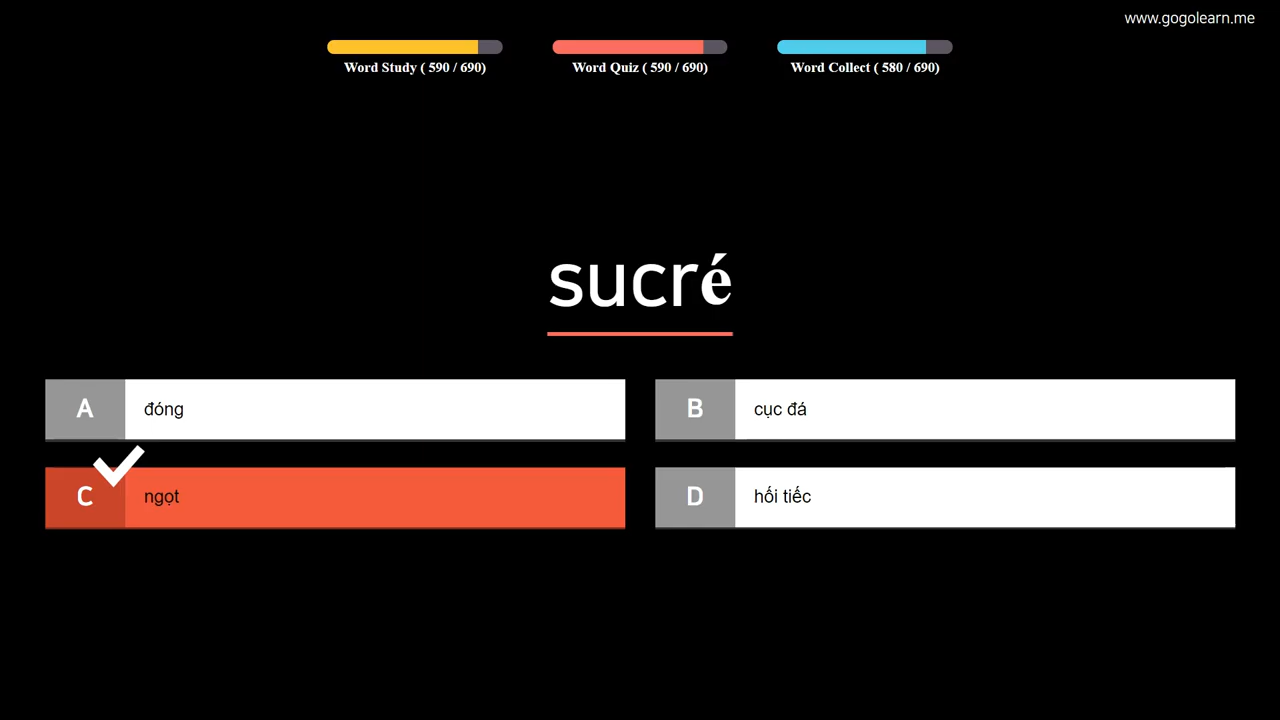 www.gogolearn.me
Word Study ( 590 / 690)
Word Quiz ( 590 / 690)
Word Collect ( 580 / 690)
sucré
A
đóng
B
cục đá
C
ngọt
D
hối tiếc